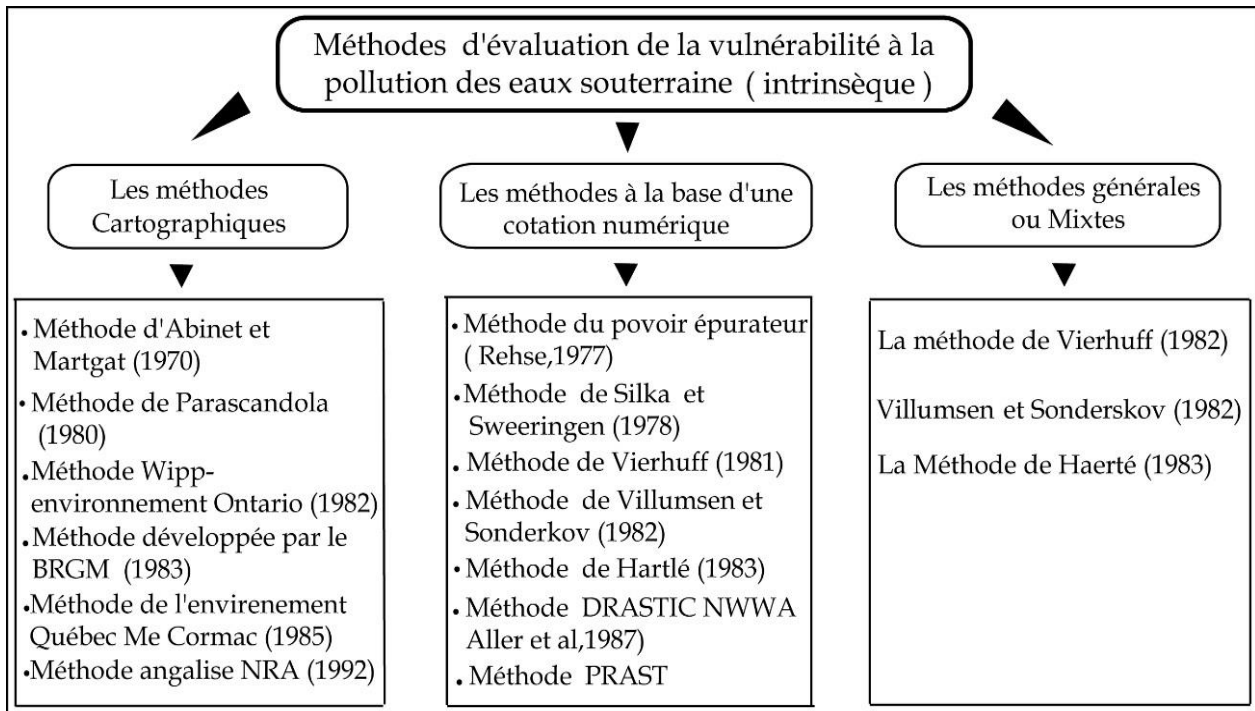 Méthodes d'évaluation de la vulnérabilité à la
pollution des eaux souterraine ( intrinsèque )
Les méthodes
Cartographiques
• Méthode d'Abinet et
Martgat (1970)
• Méthode de Parascandola
(1980)
• Méthode Wipp-
environnement Ontario (1982)
• Méthode développée par le
BRGM (1983)
• Méthode de l'envirenement
Québec Me Cormac (1985)
• Méthode angalise NRA (1992)
Les méthodes à la base d'une
cotation numérique
• Méthode du povoir épurateur
( Rehse,1977)
• Méthode de Silka et
Sweeringen (1978)
• Méthode de Vierhuff (1981)
• Méthode de Villumsen et
Sonderkov (1982)
• Méthode de Hartlé (1983)
• Méthode DRASTIC NWWA
Aller et al,1987)
• Méthode PRAST
Les méthodes générales
ou Mixtes
La méthode de Vierhuff (1982)
Villumsen et Sonderskov (1982)
La Méthode de Haerté (1983)